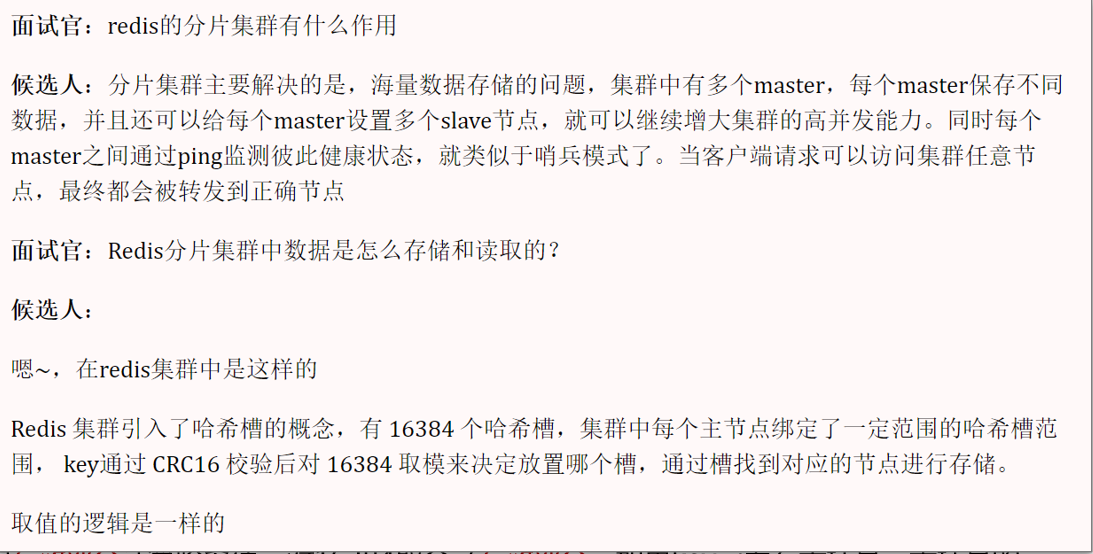 面试官：redis的分片集群有什么作用
候选人：分片集群主要解决的是，海量数据存储的问题，集群中有多个master，每个master保存不同
数据，并且还可以给每个master设置多个slave节点，就可以继续增大集群的高并发能力。同时每个
master之间通过ping监测彼此健康状态，就类似于哨兵模式了。当客户端请求可以访问集群任意节
点，最终都会被转发到正确节点
面试官：Redis分片集群中数据是怎么存储和读取的？
候选人：
嗯~，在redis集群中是这样的
Redis 集群引入了哈希槽的概念，有 16384 个哈希槽，集群中每个主节点绑定了一定范围的哈希槽范
围， key通过 CRC16 校验后对 16384 取模来决定放置哪个槽，通过槽找到对应的节点进行存储。
取值的逻辑是一样的